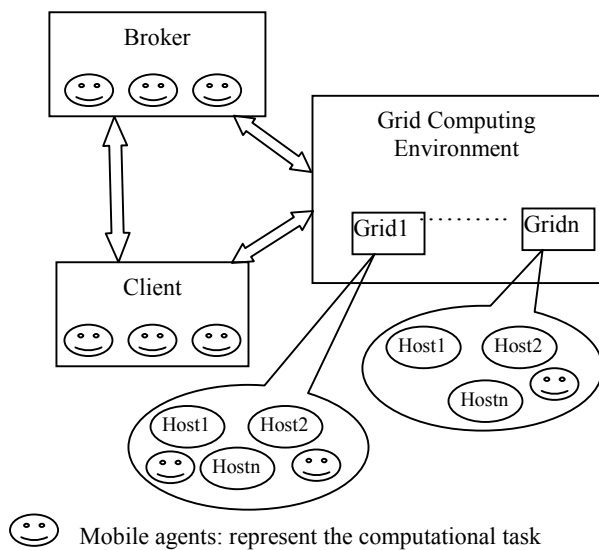 Broker
Grid Computing
Environment
Grid1 ........... Gridn
Client
Host1 Host2
Hostn
Host1 Host2
Hostn
Mobile agents: represent the computational task